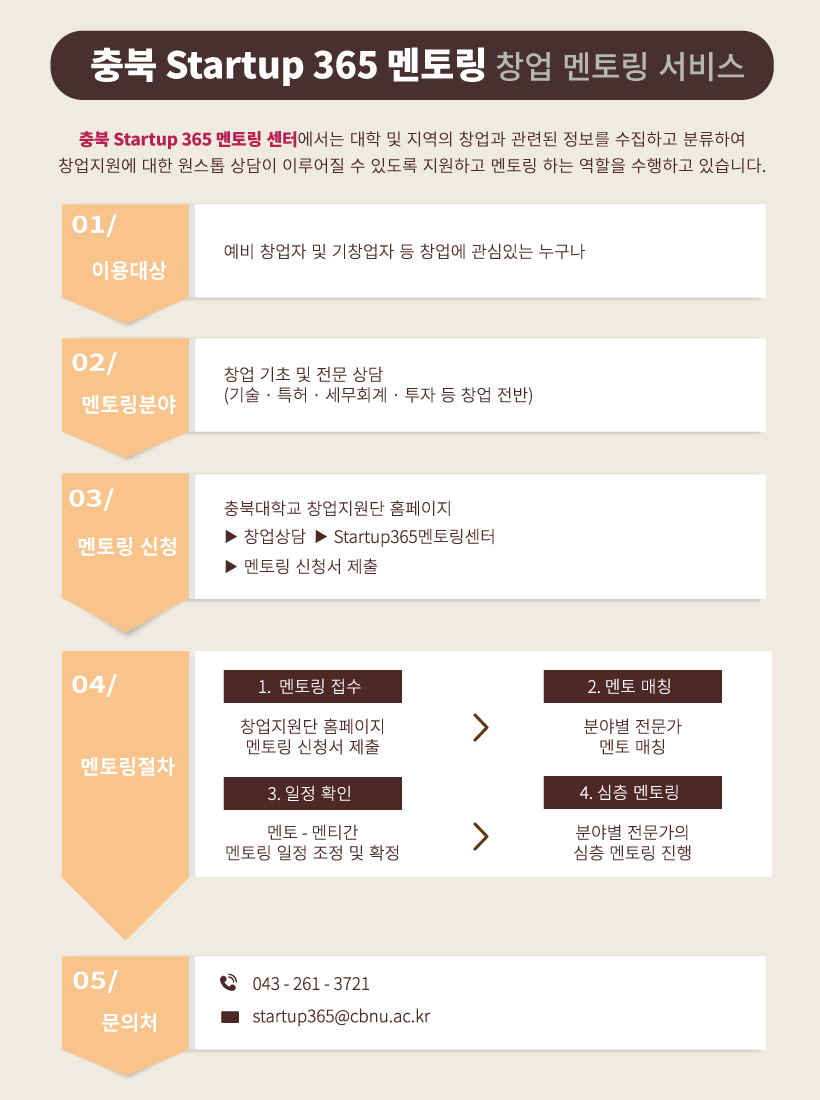 충북 Startup 365 멘토링 창업 멘토링 서비스
충북 Startup 365 멘토링 센터에서는 대학 및 지역의 창업과 관련된 정보를 수집하고 분류하여
창업지원에 대한 원스톱 상담이 이루어질 수 있도록 지원하고 멘토링 하는 역할을 수행하고 있습니다.
01/
이용대상
예비 창업자 및 기창업자 등 창업에 관심있는 누구나
02/
멘토링분야
창업 기초 및 전문 상담
(기술 · 특허 · 세무회계 · 투자 등 창업 전반)
03/
멘토링 신청
충북대학교 창업지원단 홈페이지
▶ 창업상담 ▶ Startup365멘토링센터
▶ 멘토링 신청서 제출
04/
멘토링절차
1. 멘토링 접수
창업지원단 홈페이지
멘토링 신청서 제출
2. 멘토 매칭
분야별 전문가
멘토 매칭
3. 일정 확인
멘토 - 멘티간
멘토링 일정 조정 및 확정
4. 심층 멘토링
분야별 전문가의
심층 멘토링 진행
05/
문의처
043 - 261 - 3721
startup365@cbnu.ac.kr